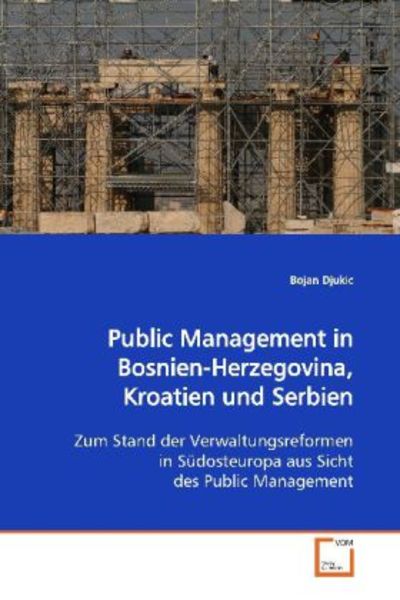 Bojan Djukic
Public Management in
Bosnien-Herzegovina,
Kroatien und Serbien
Zum Stand der Verwaltungsreformen
in Südosteuropa aus Sicht
des Public Management
VDM